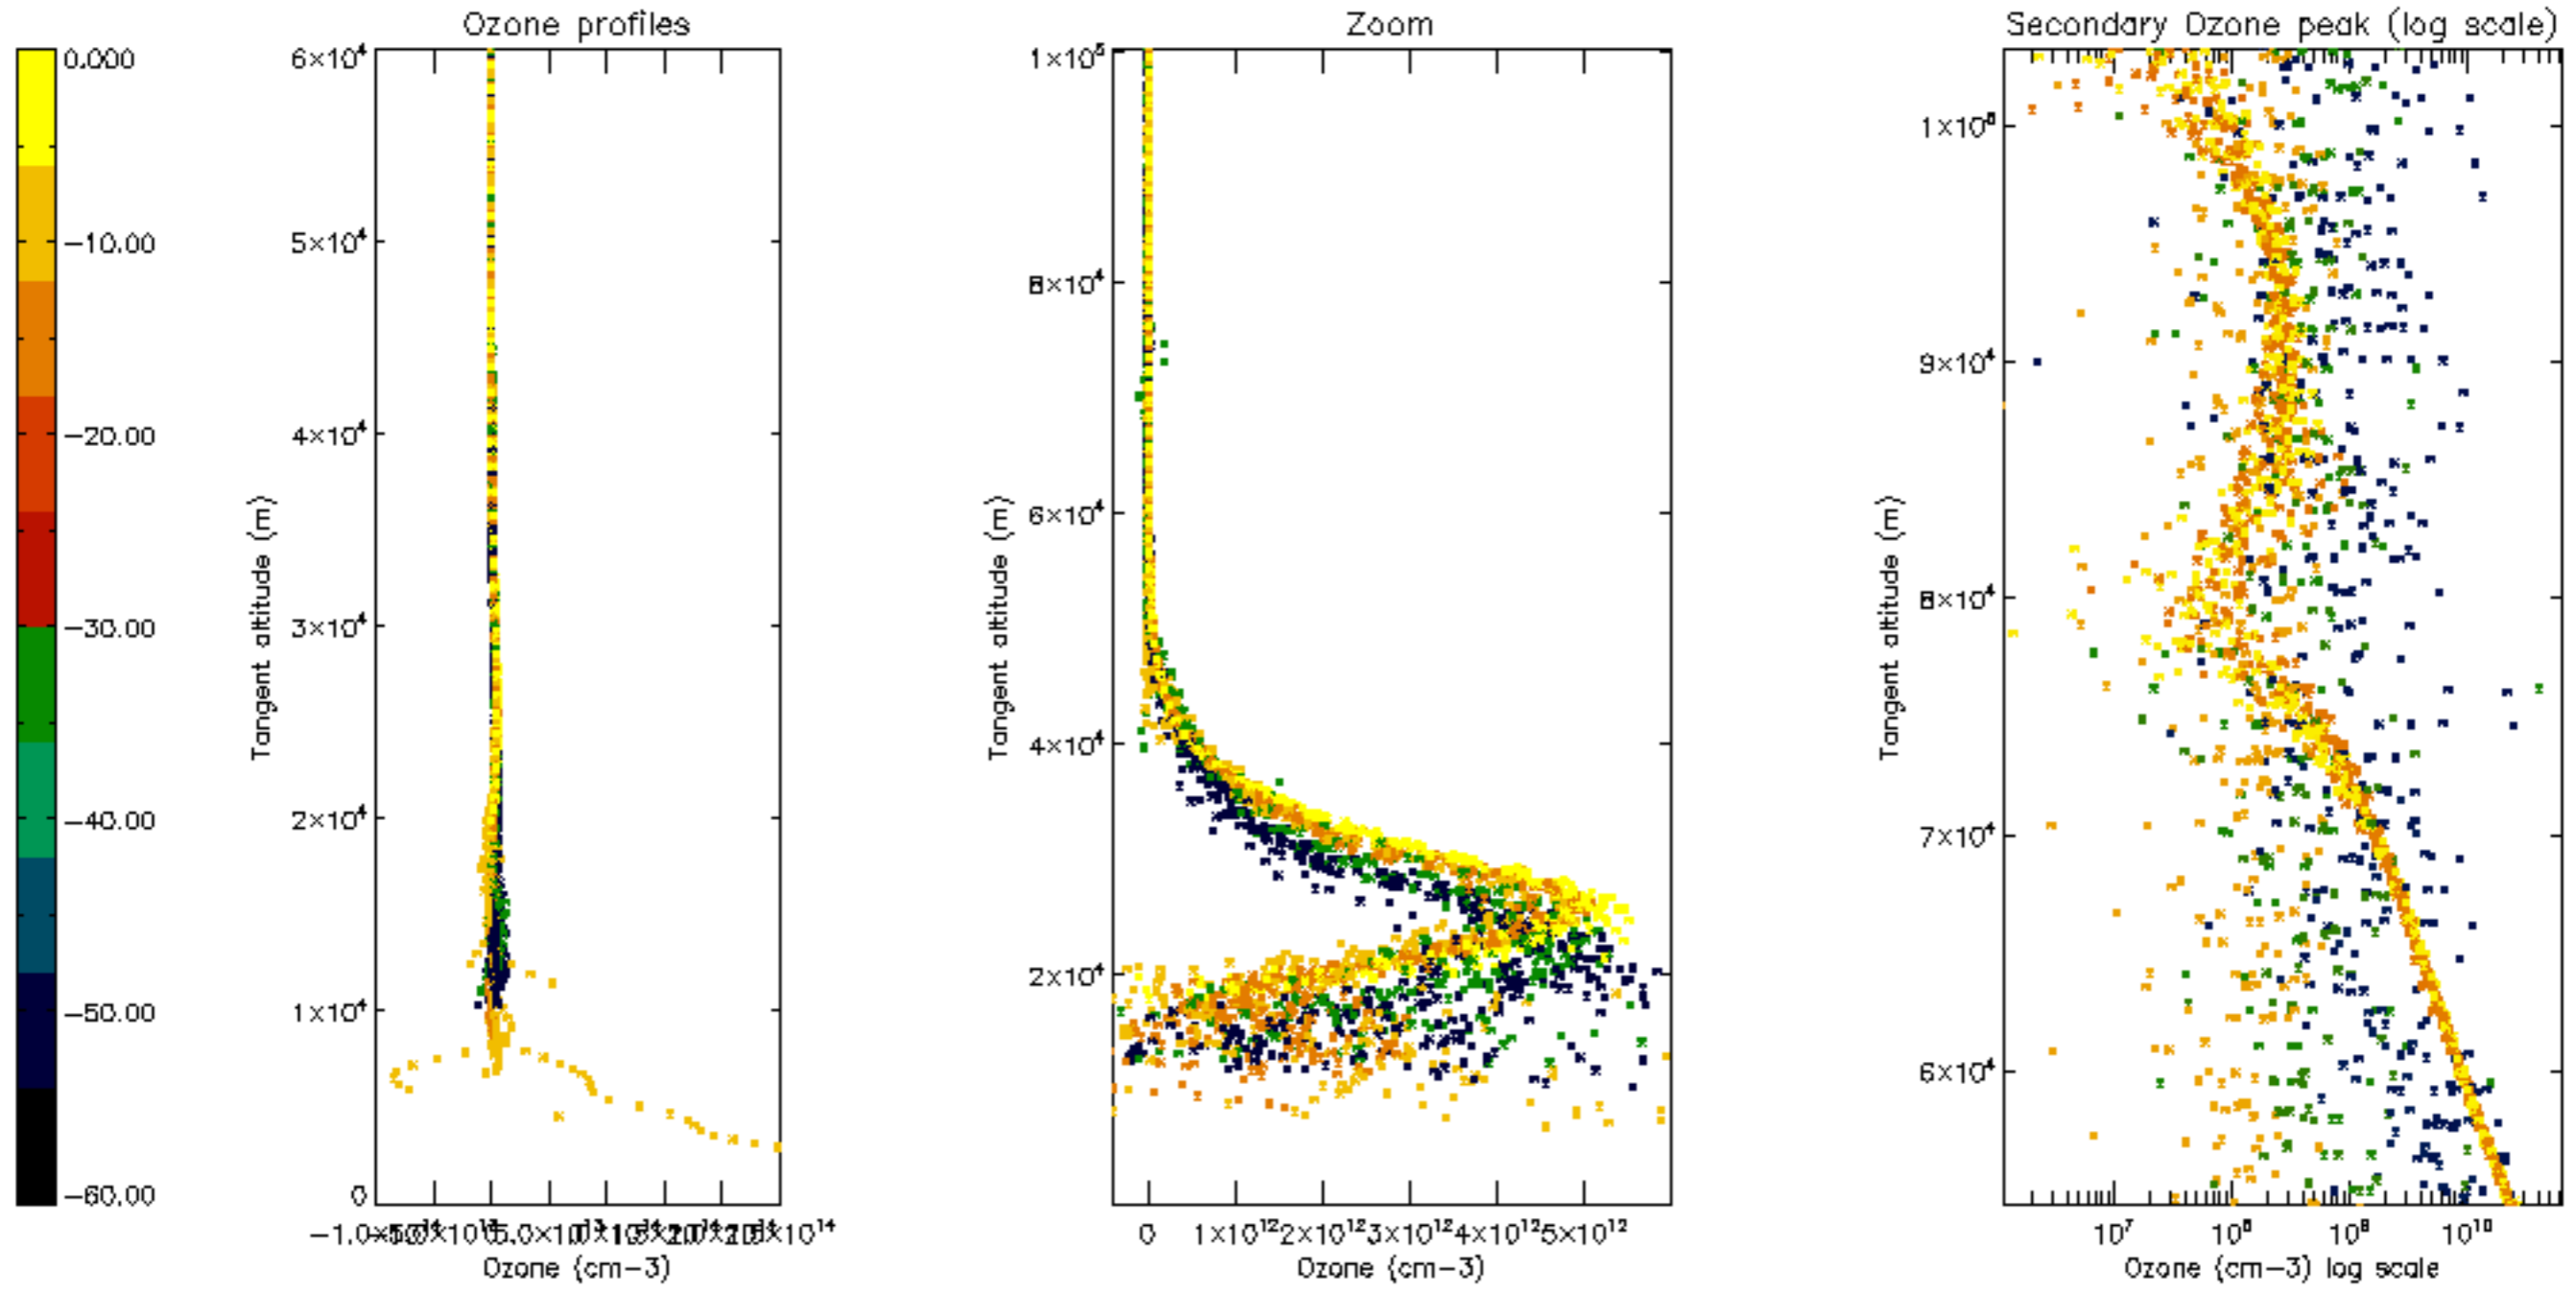 Ozone profiles
Zoom
Secondary Ozone peak (log scale)
0.000
−10.00
−20.00
−30.00
−40.00
−50.00
−60.00
Tangent altitude (m)
6×10⁴
5×10⁴
4×10⁴
3×10⁴
2×10⁴
1×10⁴
0
Ozone (cm−3)
Tangent altitude (m)
1×10⁵
8×10⁴
6×10⁴
4×10⁴
2×10⁴
0 1×10¹² 2×10¹² 3×10¹² 4×10¹² 5×10¹²
Ozone (cm−3)
Tangent altitude (m)
1×10⁵
9×10⁴
8×10⁴
7×10⁴
6×10⁴
10⁷ 10⁸ 10⁹ 10¹⁰
Ozone (cm−3) log scale